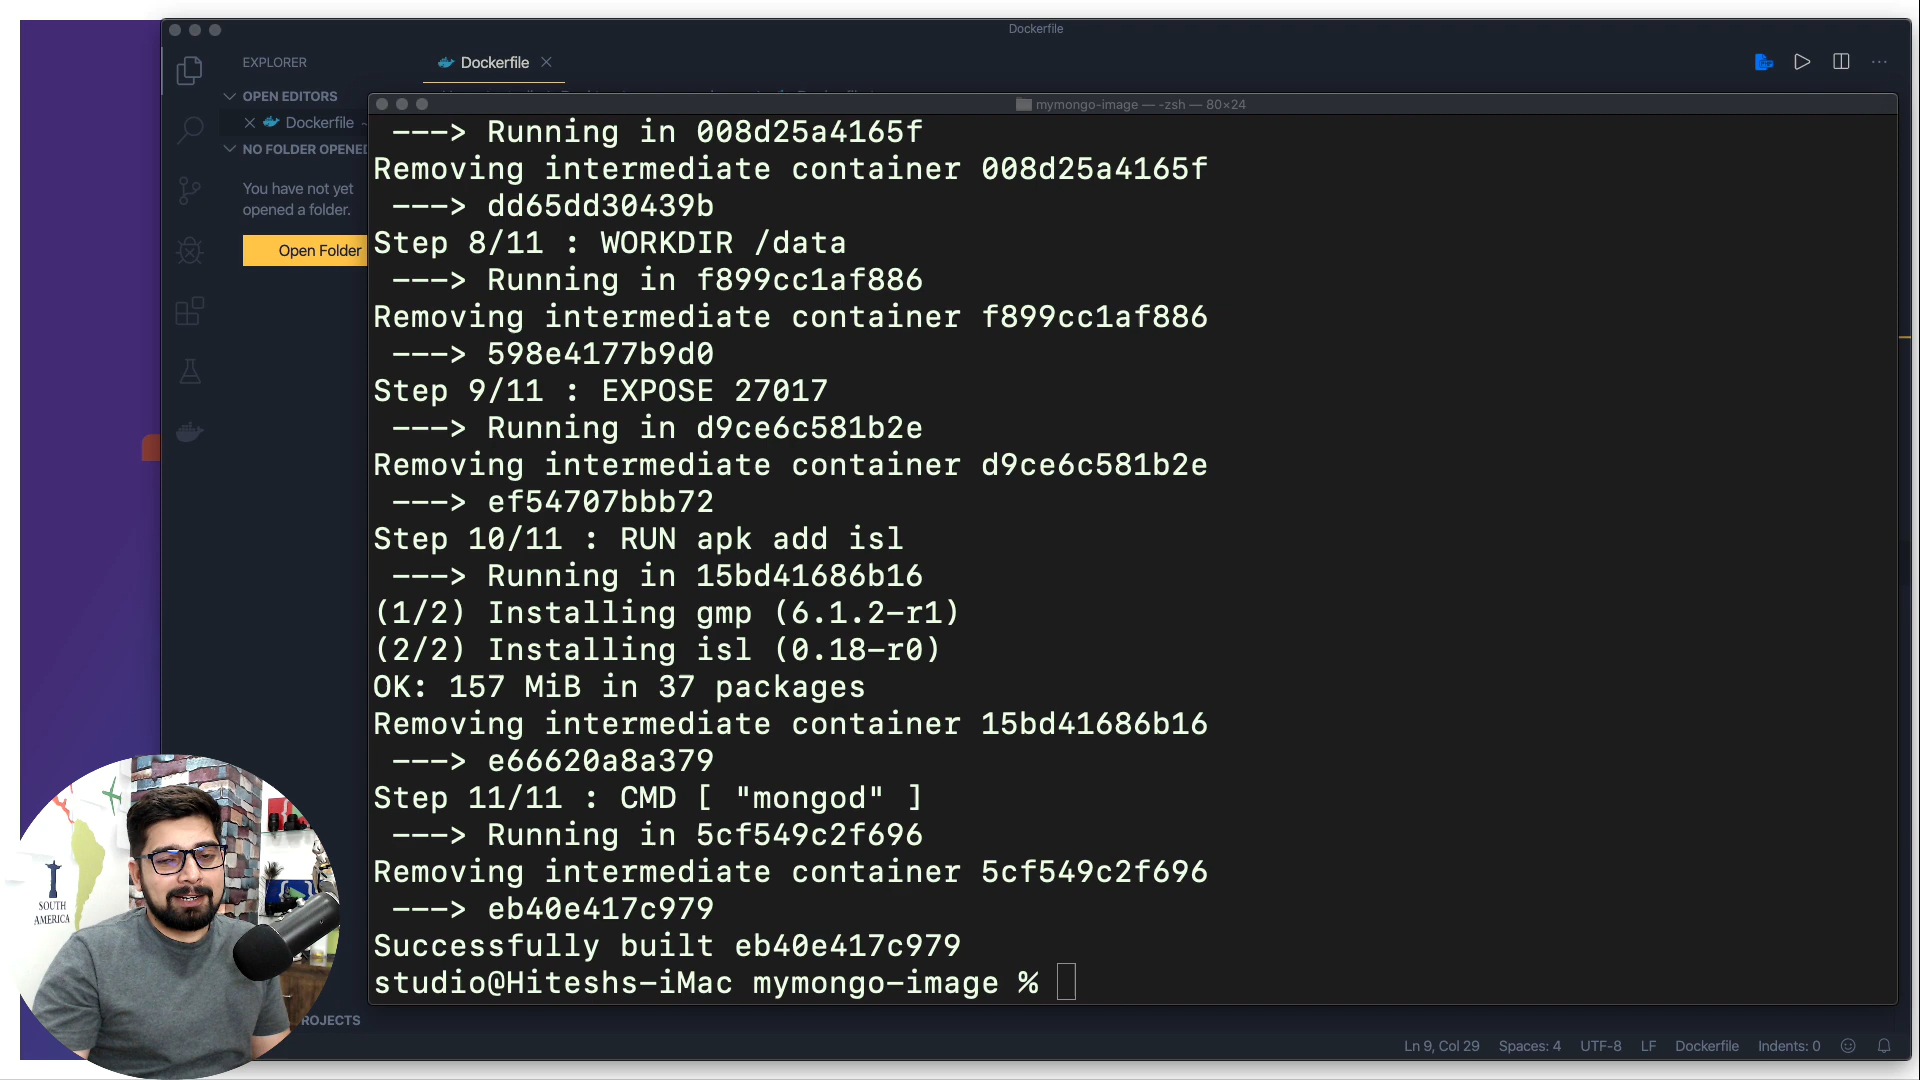 Dockerfile
EXPLORER
Dockerfile
OPEN EDITORS
Dockerfile
NO FOLDER OPENED
You have not yet
opened a folder.
Open Folder
mymongo-image — -zsh — 80×24
---> Running in 008d25a4165f
Removing intermediate container 008d25a4165f
---> dd65dd30439b
Step 8/11 : WORKDIR /data
---> Running in f899cc1af886
Removing intermediate container f899cc1af886
---> 598e4177b9d0
Step 9/11 : EXPOSE 27017
---> Running in d9ce6c581b2e
Removing intermediate container d9ce6c581b2e
---> ef54707bbb72
Step 10/11 : RUN apk add isl
---> Running in 15bd41686b16
(1/2) Installing gmp (6.1.2-r1)
(2/2) Installing isl (0.18-r0)
OK: 157 MiB in 37 packages
Removing intermediate container 15bd41686b16
---> e66620a8a379
Step 11/11 : CMD [ "mongod" ]
---> Running in 5cf549c2f696
Removing intermediate container 5cf549c2f696
---> eb40e417c979
Successfully built eb40e417c979
studio@Hiteshs-iMac mymongo-image %
SOUTH
AMERICA
ROJECTS
Ln 9, Col 29 Spaces: 4 UTF-8 LF Dockerfile Indents: 0